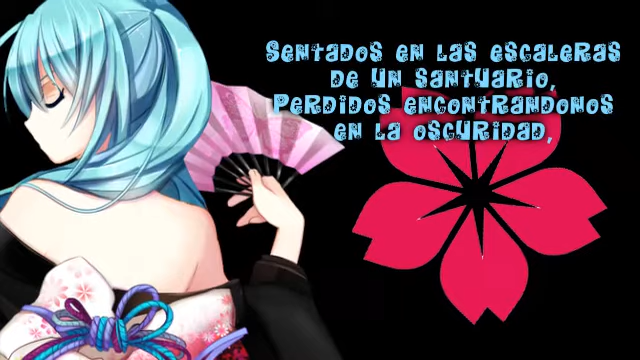 Sentados en las escaleras
de un santuario,
perdidos encontrandonos
en la oscuridad,